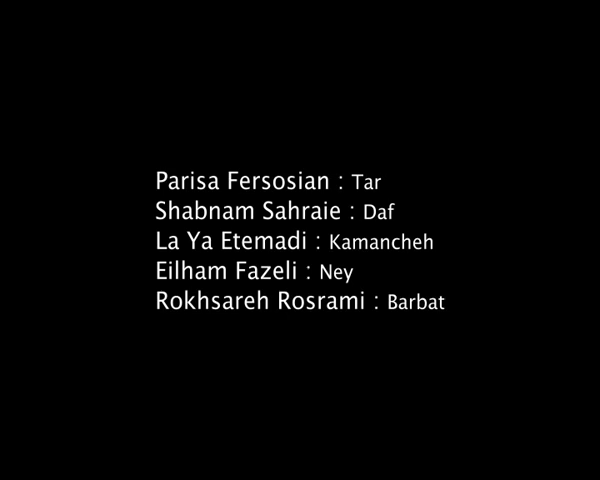 Parisa Fersosian : Tar
Shabnam Sahraie : Daf
La Ya Etemadi : Kamancheh
Eilham Fazeli : Ney
Rokhsareh Rosrami : Barbat